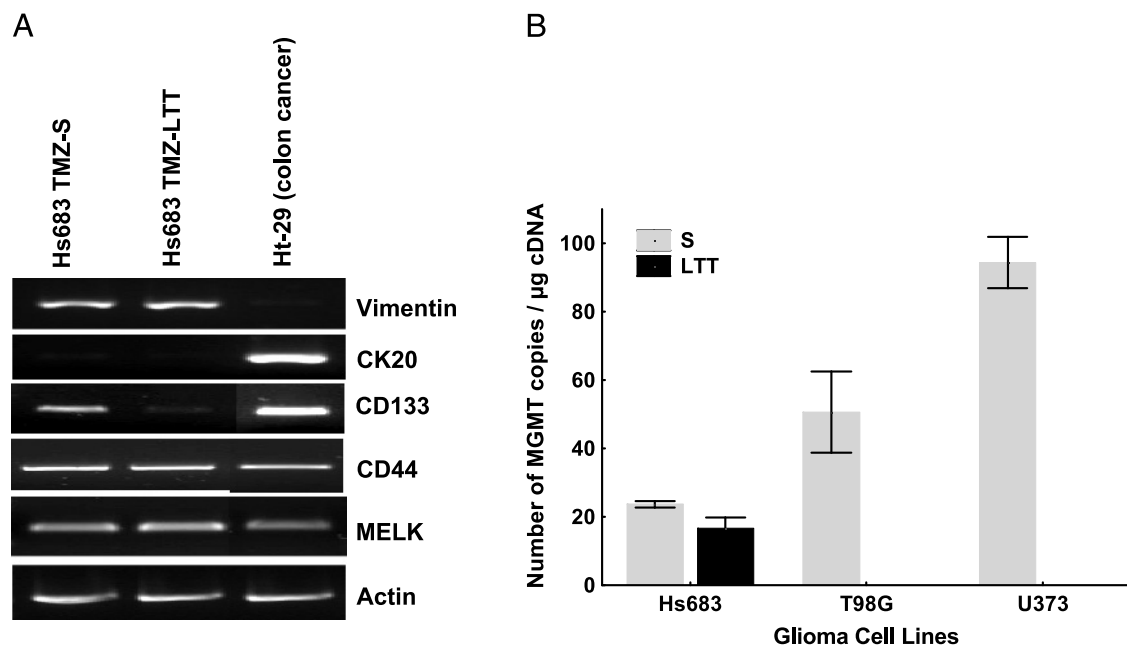 A
Hs683 TMZ-S
Hs683 TMZ-LTT
Ht-29 (colon cancer)
Vimentin
CK20
CD133
CD44
MELK
Actin
B
Number of MGMT copies / µg cDNA
100
80
60
40
20
0
S
LTT
Hs683 T98G U373
Glioma Cell Lines